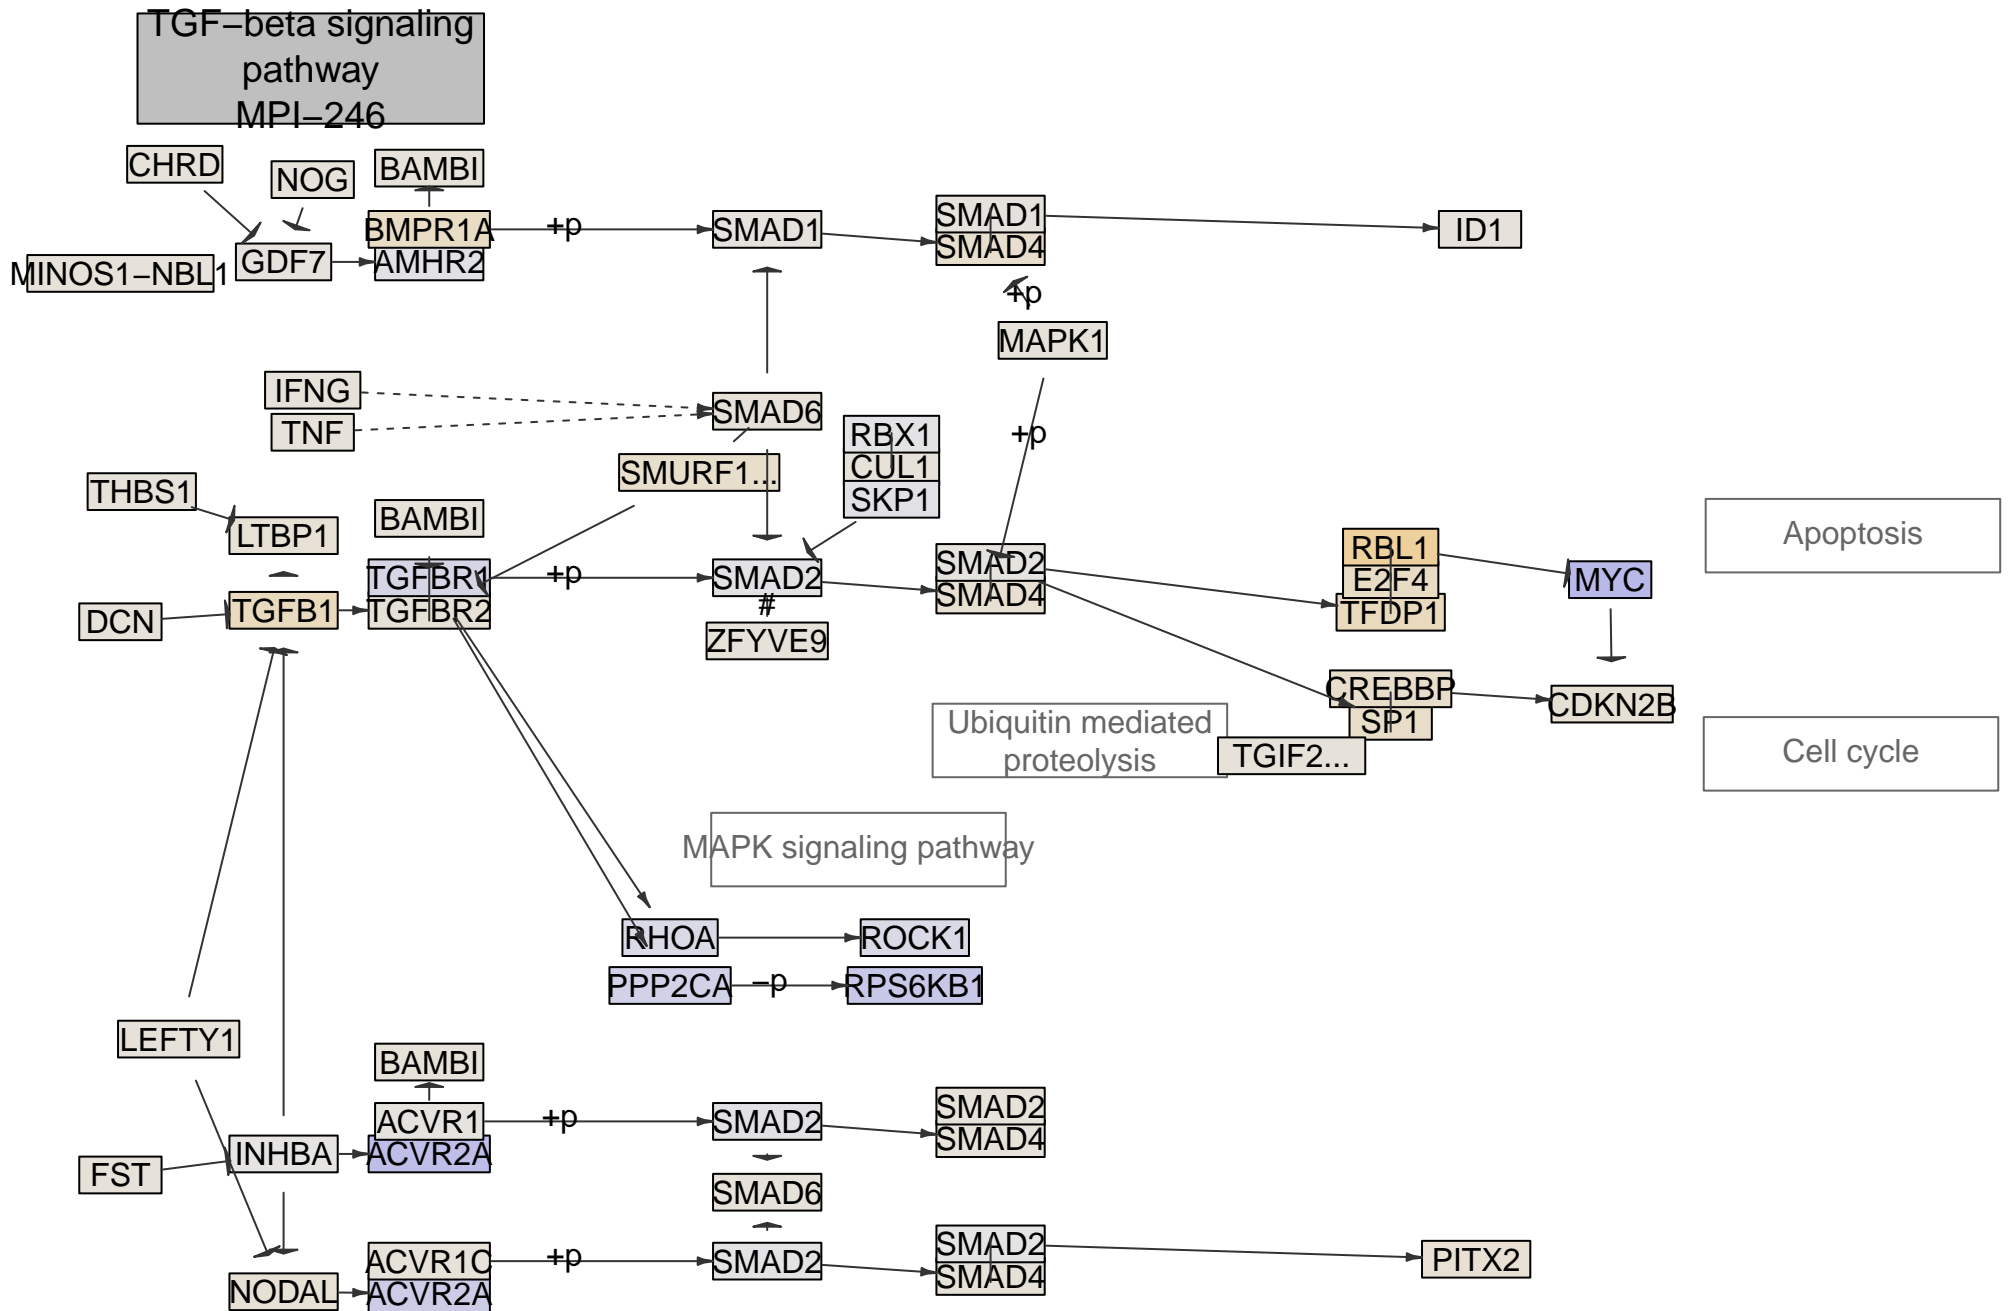 TGF−beta signaling
pathway
MPI−246
CHRD
NOG
BAMBI
BMPR1A
+p
SMAD1
SMAD1
SMAD4
ID1
MINOS1−NBL1
GDF7
AMHR2
+p
MAPK1
IFNG
TNF
SMAD6
RBX1
CUL1
SKP1
+p
SMURF1...
THBS1
LTBP1
BAMBI
TGFBR1
TGFBR2
+p
SMAD2
#
ZFYVE9
SMAD2
SMAD4
RBL1
E2F4
TFDP1
MYC
Apoptosis
DCN
TGFB1
CREBBP
SP1
CDKN2B
Ubiquitin mediated
proteolysis
TGIF2...
Cell cycle
MAPK signaling pathway
RHOA
ROCK1
PPP2CA
−p
RPS6KB1
LEFTY1
BAMBI
ACVR1
ACVR2A
+p
SMAD2
SMAD2
SMAD4
INHBA
FST
SMAD6
ACVR1C
ACVR2A
+p
SMAD2
SMAD2
SMAD4
PITX2
NODAL